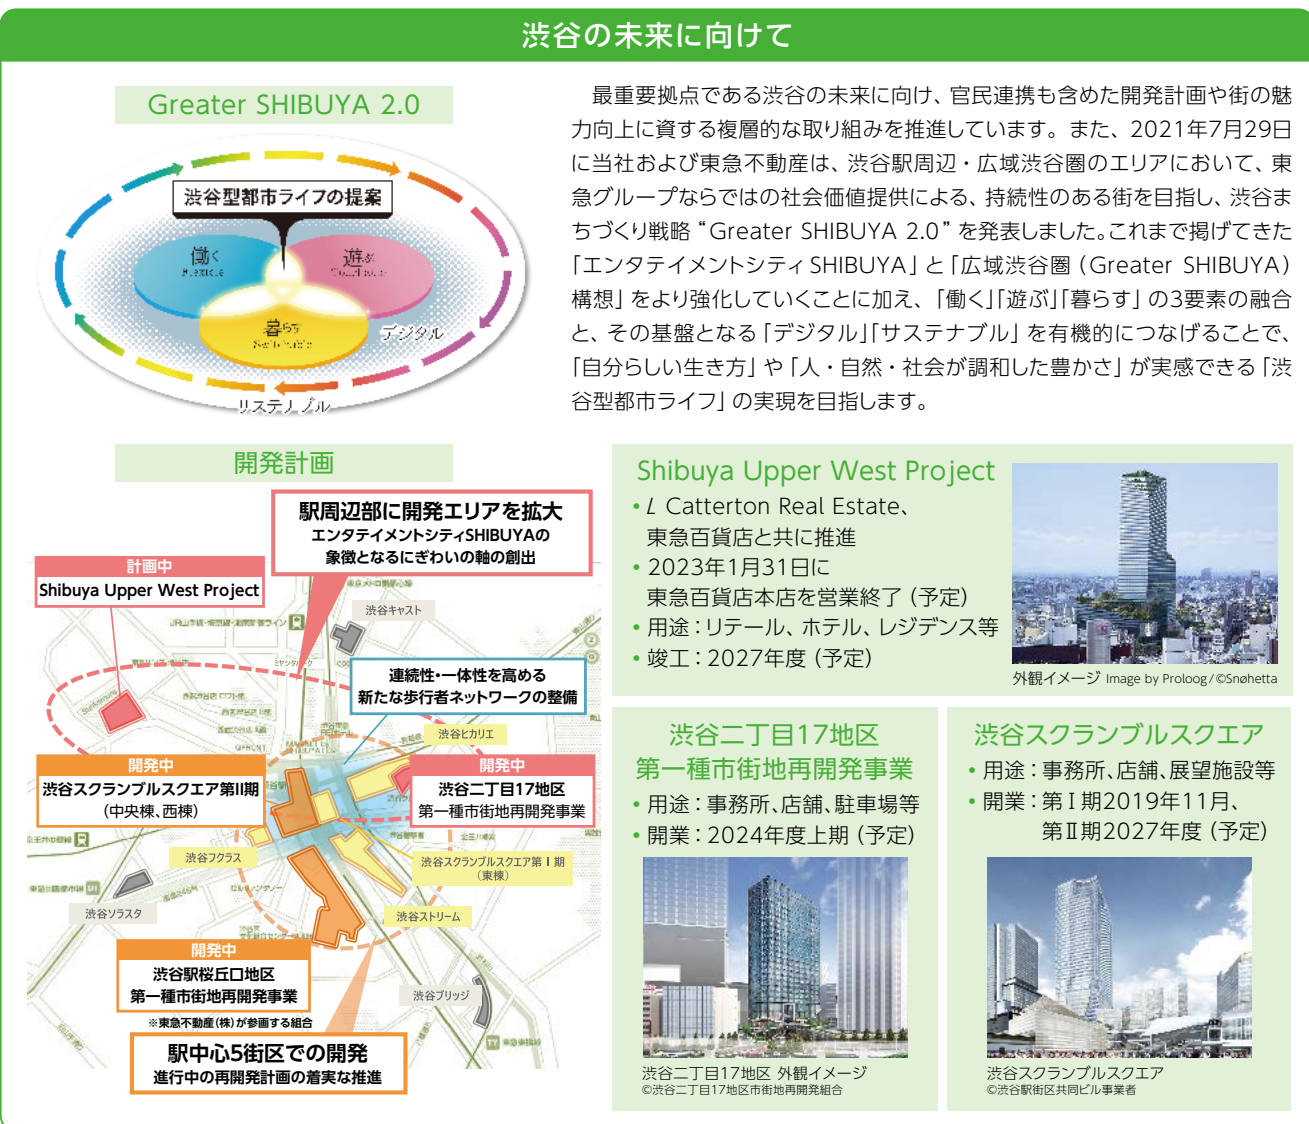 渋谷の未来に向けて
Greater SHIBUYA 2.0
渋谷型都市ライフの提案
働く
遊ぶ
暮らす
デジタル
サステナブル
最重要拠点である渋谷の未来に向け、官民連携も含めた開発計画や街の魅
力向上に資する複層的な取り組みを推進しています。また、2021年7月29日
に当社および東急不動産は、渋谷駅周辺・広域渋谷圏のエリアにおいて、東
急グループならではの社会価値提供による、持続性のある街を目指し、渋谷ま
ちづくり戦略“Greater SHIBUYA 2.0”を発表しました。これまで掲げてきた
「エンタテイメントシティSHIBUYA」と「広域渋谷圏（Greater SHIBUYA）
構想」をより強化していくことに加え、「働く」「遊ぶ」「暮らす」の3要素の融合
と、その基盤となる「デジタル」「サステナブル」を有機的につなげることで、
「自分らしい生き方」や「人・自然・社会が調和した豊かさ」が実感できる「渋
谷型都市ライフ」の実現を目指します。
開発計画
駅周辺部に開発エリアを拡大
エンタテイメントシティSHIBUYAの
象徴となるにぎわいの軸の創出
計画中
Shibuya Upper West Project
渋谷キャスト
連続性・一体性を高める
新たな歩行者ネットワークの整備
渋谷ヒカリエ
開発中
渋谷スクランブルスクエア第II期
（中央棟、西棟）
開発中
渋谷二丁目17地区
第一種市街地再開発事業
渋谷フクラス
渋谷スクランブルスクエア第Ⅰ期
（東棟）
渋谷ソラスタ
渋谷ストリーム
開発中
渋谷駅桜丘口地区
第一種市街地再開発事業
※東急不動産（株）が参画する組合
渋谷ブリッジ
駅中心5街区での開発
進行中の再開発計画の着実な推進
Shibuya Upper West Project
• L Catterton Real Estate、
東急百貨店と共に推進
• 2023年1月31日に
東急百貨店本店を営業終了（予定）
• 用途：リテール、ホテル、レジデンス等
• 竣工：2027年度（予定）
外観イメージ Image by Proloog/©Snøhetta
渋谷二丁目17地区
第一種市街地再開発事業
• 用途：事務所、店舗、駐車場等
• 開業：2024年度上期（予定）
渋谷二丁目17地区 外観イメージ
©渋谷二丁目17地区市街地再開発組合
渋谷スクランブルスクエア
• 用途：事務所、店舗、展望施設等
• 開業：第Ⅰ期2019年11月、
第Ⅱ期2027年度（予定）
渋谷スクランブルスクエア
©渋谷駅街区共同ビル事業者